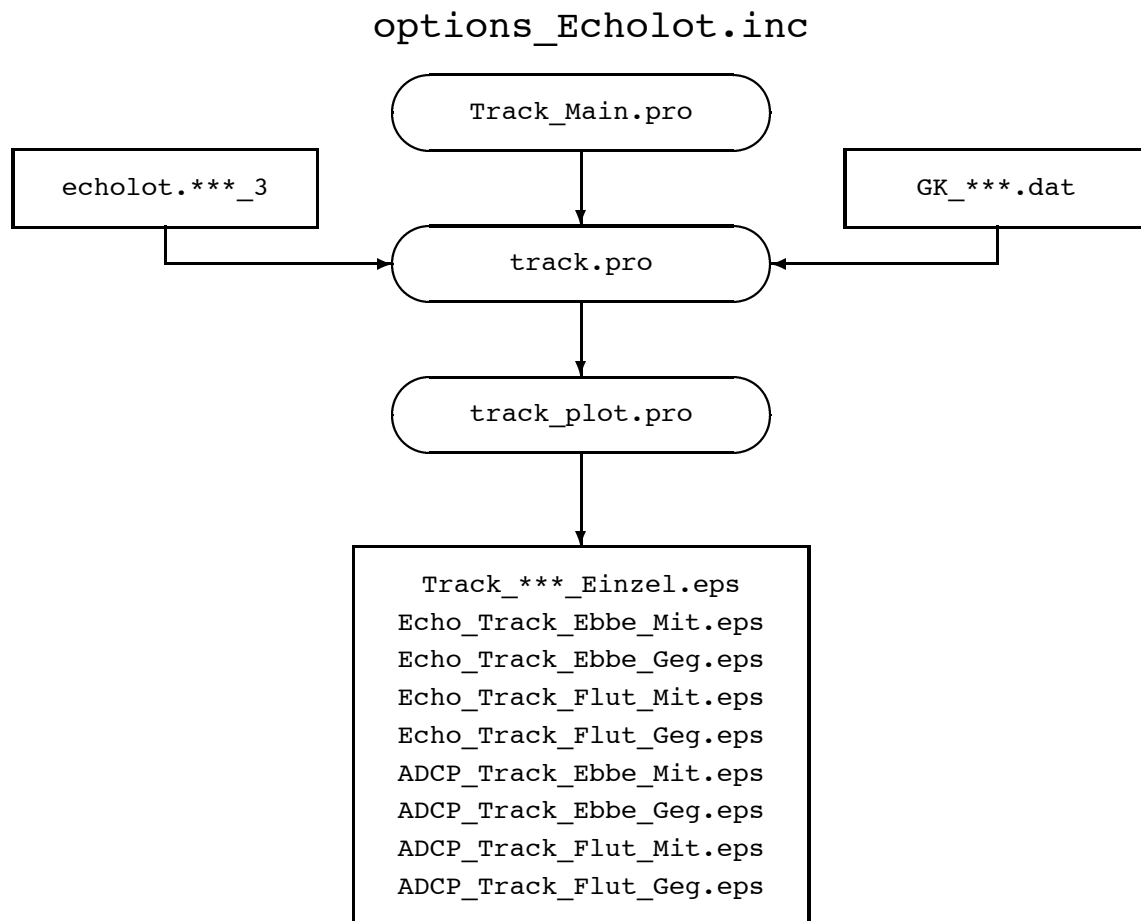 options_Echolot.inc
Track_Main.pro
echolot.***_3
GK_***.dat
track.pro
track_plot.pro
Track_***_Einzel.eps
Echo_Track_Ebbe_Mit.eps
Echo_Track_Ebbe_Geg.eps
Echo_Track_Flut_Mit.eps
Echo_Track_Flut_Geg.eps
ADCP_Track_Ebbe_Mit.eps
ADCP_Track_Ebbe_Geg.eps
ADCP_Track_Flut_Mit.eps
ADCP_Track_Flut_Geg.eps